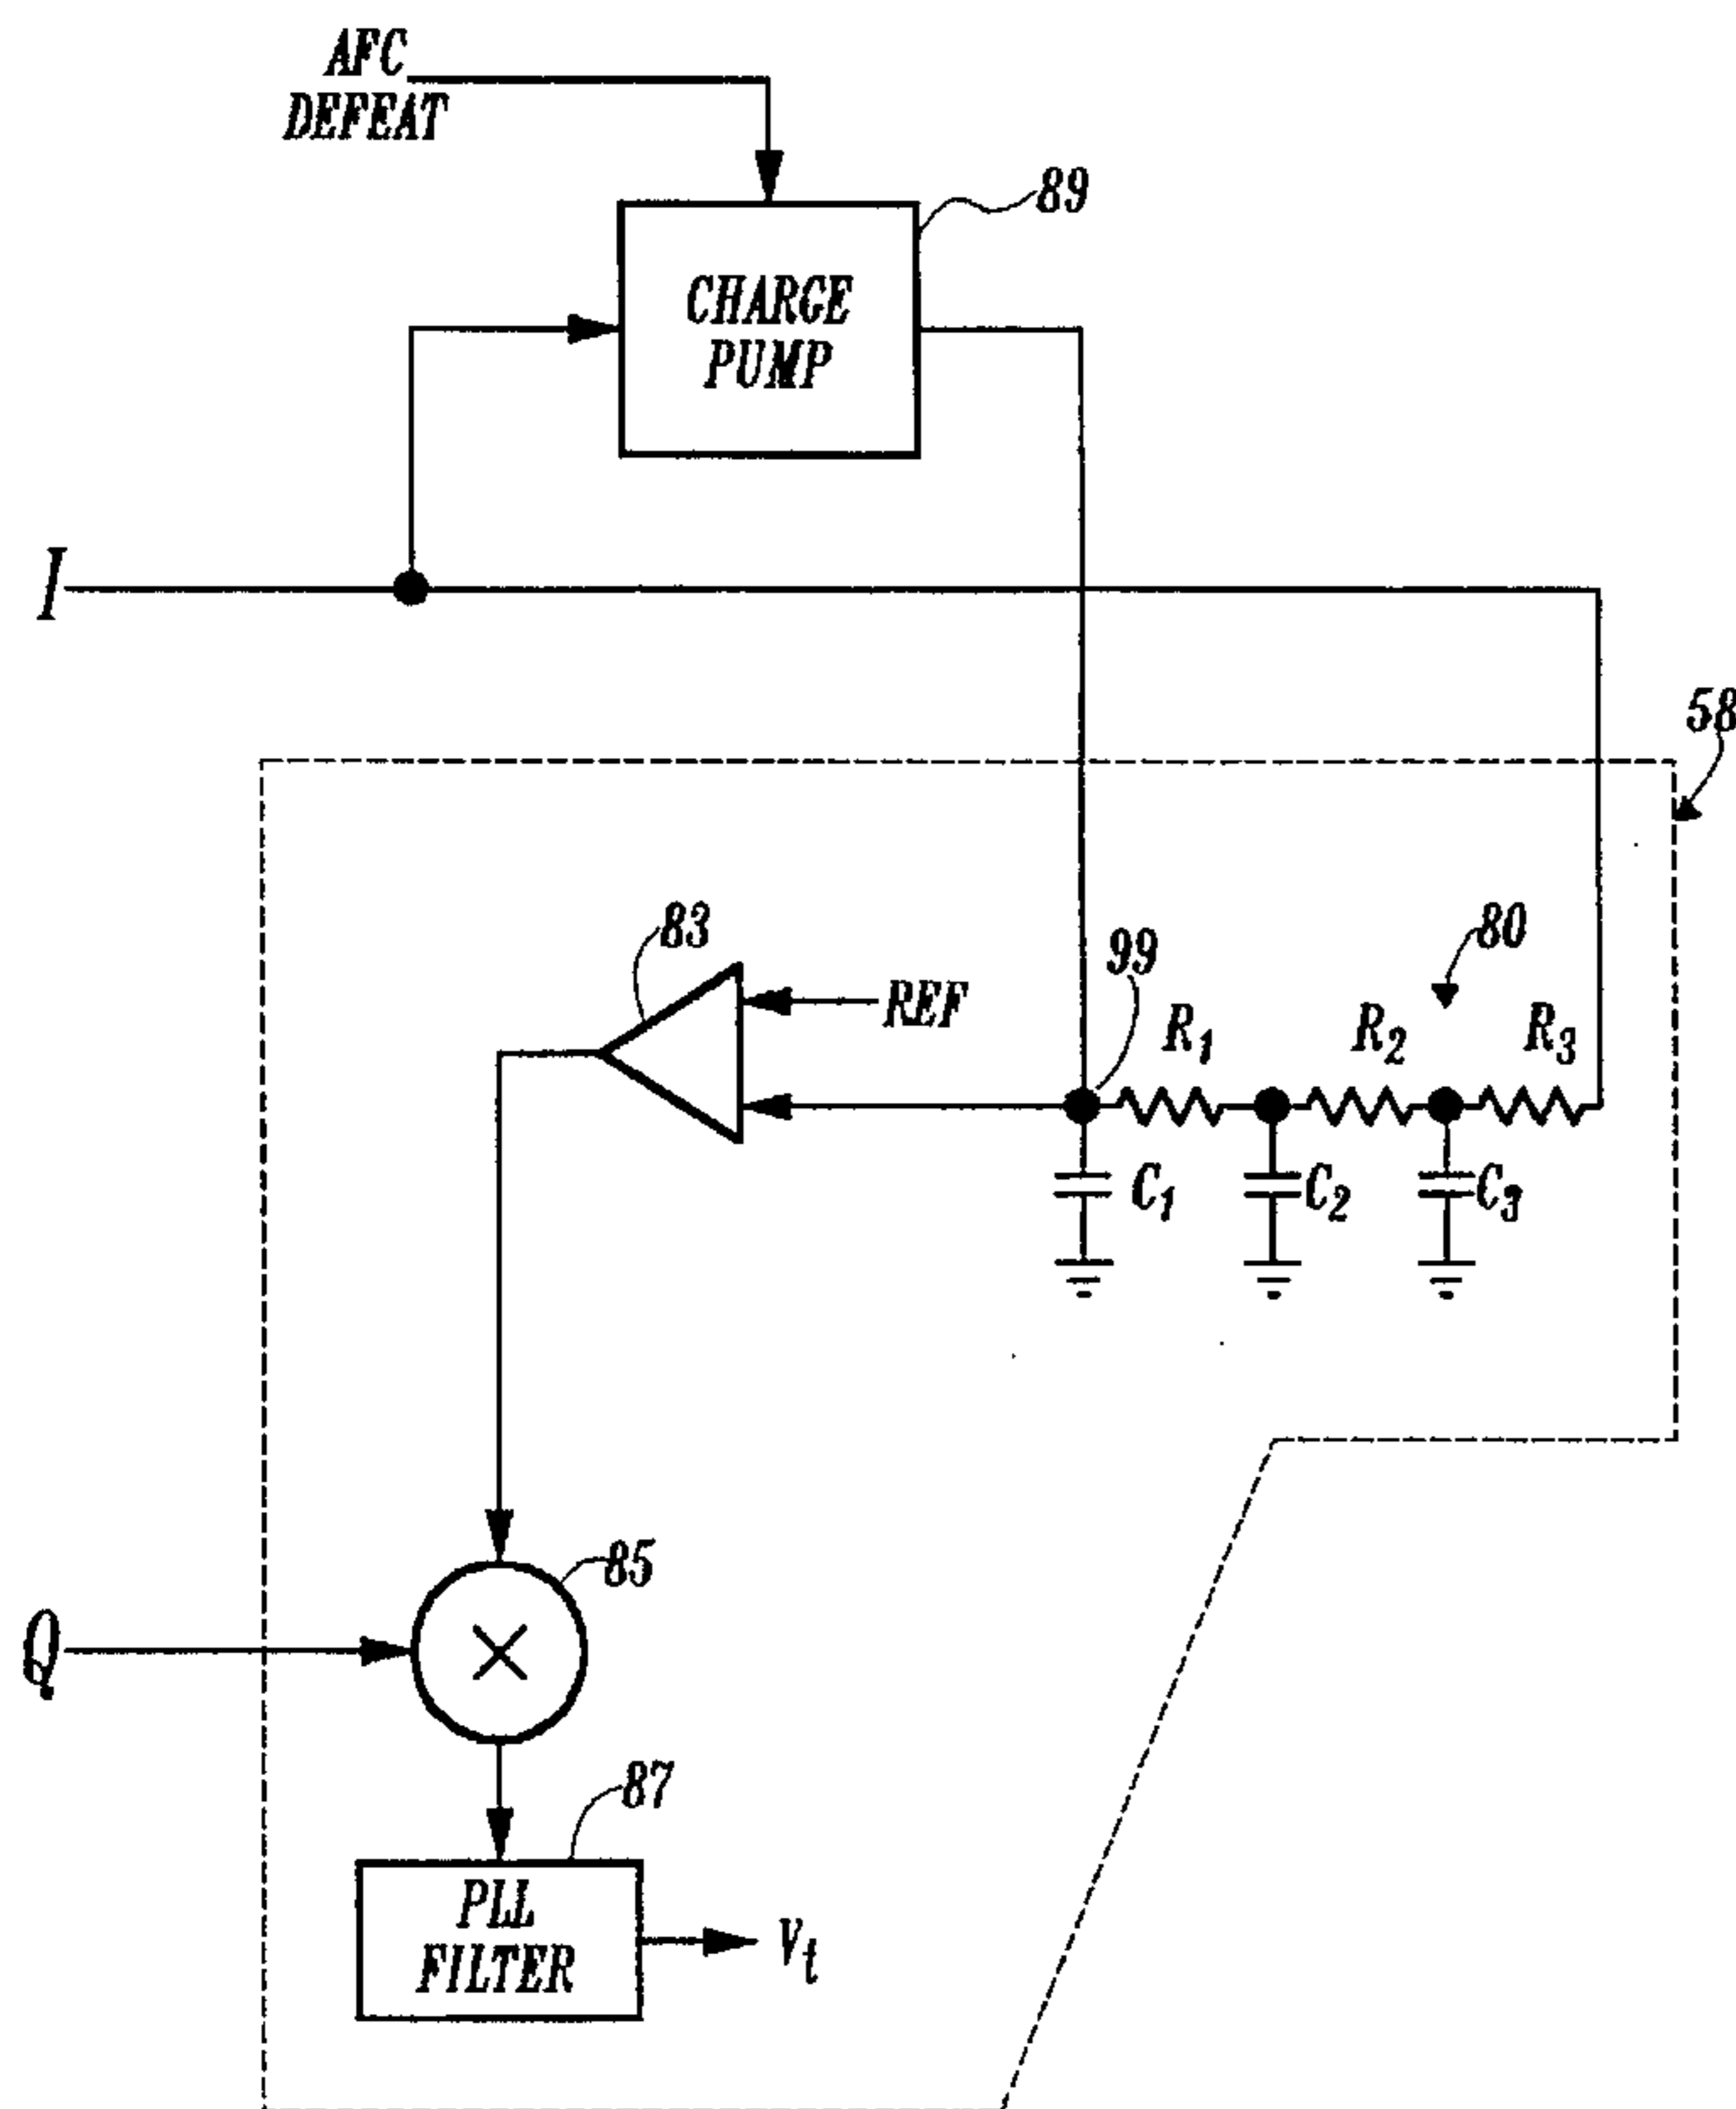 AFC
DEFEAT
89
CHARGE
PUMP
I
58
83
REF
99
80
R1
R2
R3
C1
C2
C3
85
Q
87
PLL
FILTER
Vt